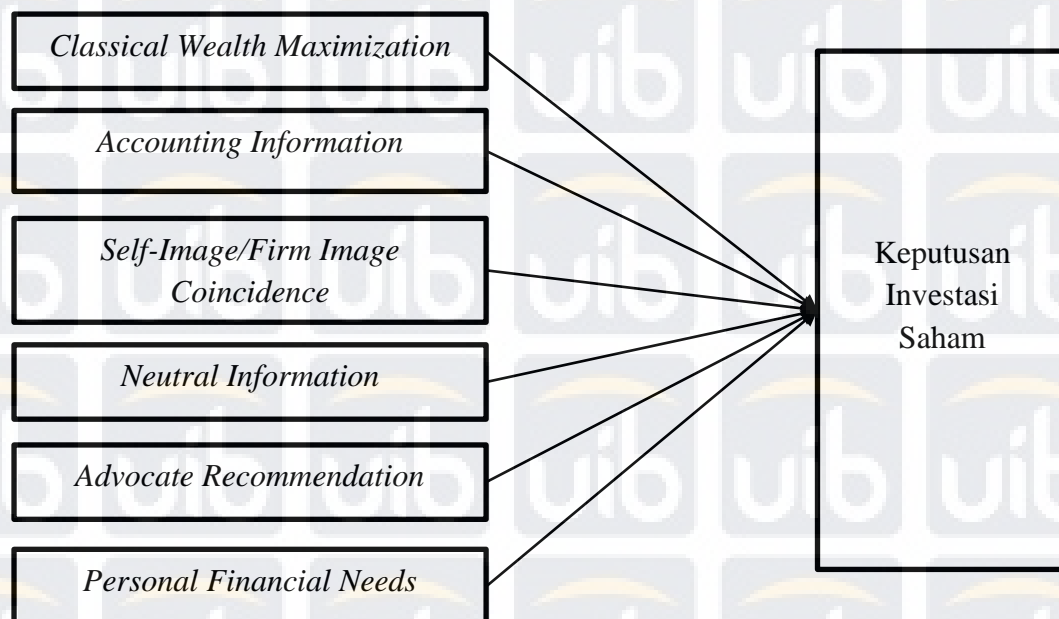 Classical Wealth Maximization
Accounting Information
Self-Image/Firm Image
Coincidence
Neutral Information
Advocate Recommendation
Personal Financial Needs
Keputusan
Investasi
Saham
uib